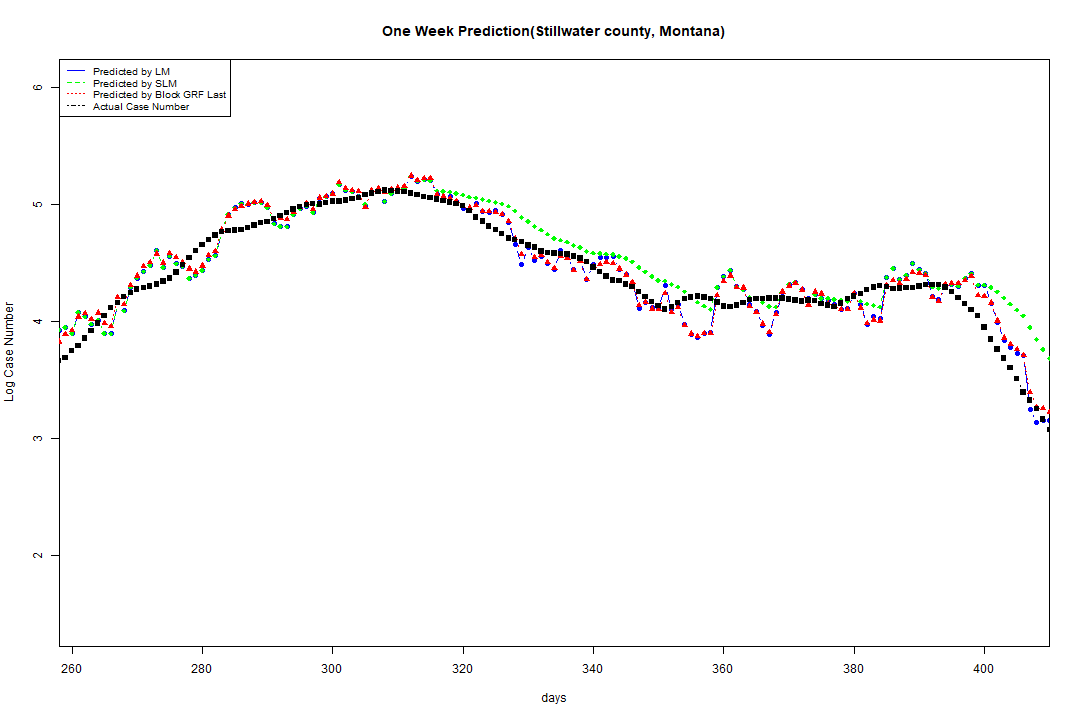 One Week Prediction(Stillwater county, Montana)
Predicted by LM
Predicted by SLM
Predicted by Block GRF Last
Actual Case Number
6
5
4
3
2
Log Case Number
260 280 300 320 340 360 380 400
days